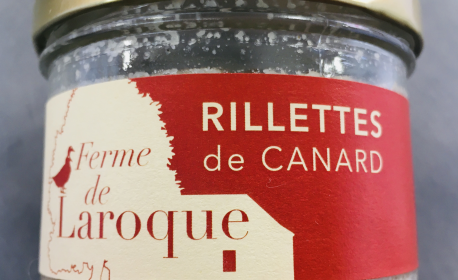 RILLETTES
de CANARD
Ferme
de
Laroque